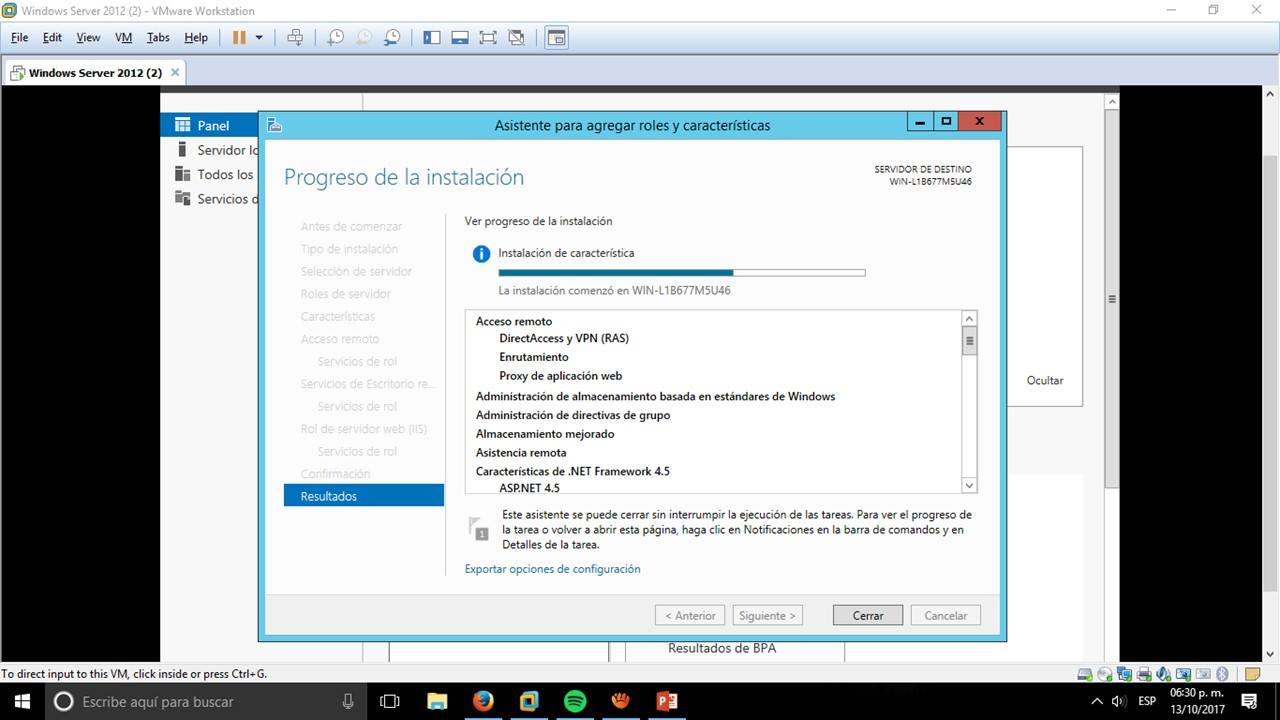 Windows Server 2012 (2) - VMware Workstation
File Edit View VM Tabs Help
Windows Server 2012 (2)
Panel
Servidor lo
Todos los
Servicios d
Asistente para agregar roles y características
Progreso de la instalación
SERVIDOR DE DESTINO
WIN-L1B677M5U46
Antes de comenzar
Tipo de instalación
Selección de servidor
Roles de servidor
Características
Acceso remoto
Servicios de rol
Servicios de Escritorio re...
Servicios de rol
Rol de servidor web (IIS)
Servicios de rol
Confirmación
Resultados
Ver progreso de la instalación
Instalación de característica
La instalación comenzó en WIN-L1B677M5U46
Acceso remoto
DirectAccess y VPN (RAS)
Enrutamiento
Proxy de aplicación web
Administración de almacenamiento basada en estándares de Windows
Administración de directivas de grupo
Almacenamiento mejorado
Asistencia remota
Características de .NET Framework 4.5
ASP.NET 4.5
1
Este asistente se puede cerrar sin interrumpir la ejecución de las tareas. Para ver el progreso de
la tarea o volver a abrir esta página, haga clic en Notificaciones en la barra de comandos y en
Detalles de la tarea.
Exportar opciones de configuración
< Anterior
Siguiente >
Cerrar
Cancelar
Ocultar
Resultados de BPA
To direct input to this VM, click inside or press Ctrl+G.
Escribe aquí para buscar
ESP
06:30 p. m.
13/10/2017